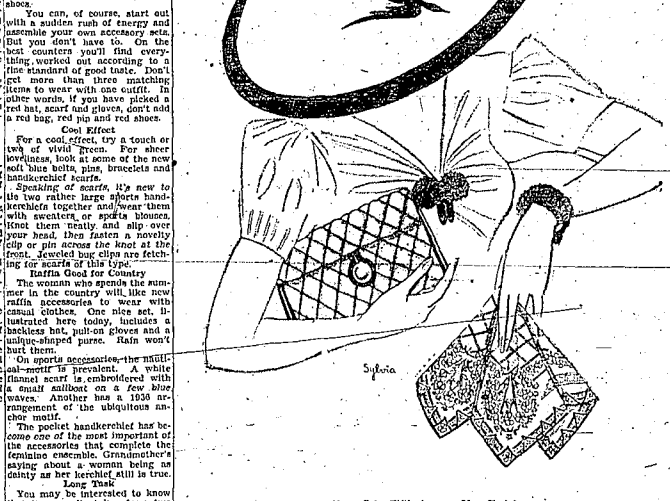 shoes.
You can, of course, start out
with a sudden rush of energy and
assemble your own accessory sets.
But you don't have to. On the
best counters you'll find every-
thing worked out according to a
fine standard of good taste. Don't
get more than three matching
items to wear with one outfit. In
other words, if you have picked a
red hat, scarf and gloves, don't add
a red bag, red pin and red shoes.
Cool Effect
For a cool effect, try a touch or
two of vivid green. For sheer
loveliness, look at some of the new
soft blue belts, pins, bracelets and
handkerchief scarfs.
Speaking of scarfs, it's new to
tie two rather large sports hand-
kerchiefs together and wear them
with sweaters or sports blouses.
Knot them neatly and slip over
your head, then fasten a novelty
clip or pin across the knot at the
front. Jeweled bug clips are fetch-
ing for scarfs of this type.
Raffia Good for Country
The woman who spends the sum-
mer in the country will like new
raffia accessories to wear with
casual clothes. One nice set, il-
lustrated here today, includes a
backless hat, pull-on gloves and a
unique-shaped purse. Rain won't
hurt them.
On sports accessories, the nauti-
cal motif is prevalent. A white
flannel scarf is embroidered with
a small sailboat on a few blue
waves. Another has a 1936 ar-
rangement of the ubiquitous an-
chor motif.
The pocket handkerchief has be-
come one of the most important of
the accessories that complete the
feminine ensemble. Grandmother's
saying about a woman being as
dainty as her kerchief still is true.
Long Task
You may be interested to know
Sylvia